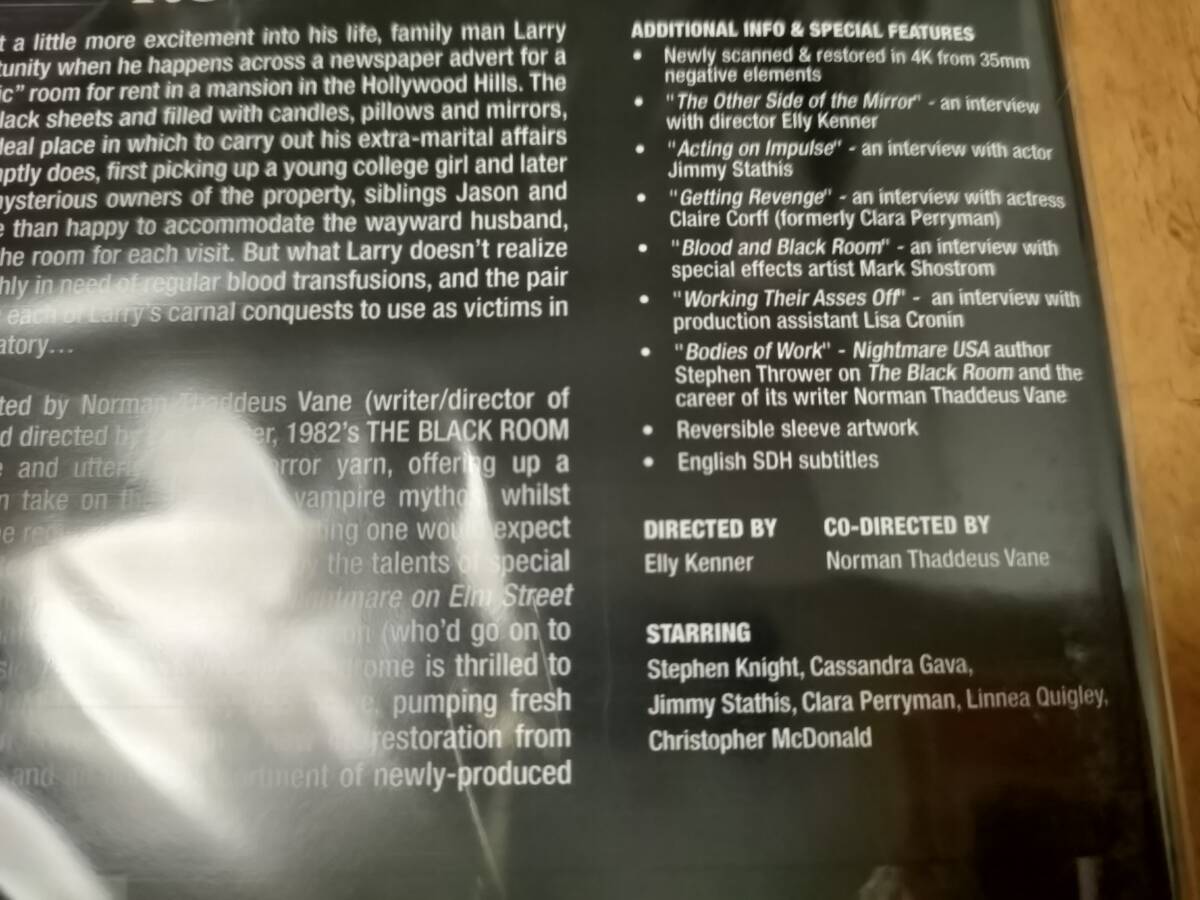 t a little more excitement into his life, family man Larry
tunity when he happens across a newspaper advert for a
ic" room for rent in a mansion in the Hollywood Hills. The
lack sheets and filled with candles, pillows and mirrors,
deal place in which to carry out his extra-marital affairs
ptly does, first picking up a young college girl and later
ysterious owners of the property, siblings Jason and
e than happy to accommodate the wayward husband,
he room for each visit. But what Larry doesn't realize
hly in need of regular blood transfusions, and the pair
each of Larry's carnal conquests to use as victims in
atory...
ted by Norman Thaddeus Vane (writer/director of
d directed by er, 1982's THE BLACK ROOM
e and utter rror yarn, offering up a
n take on the vampire mythos whilst
e re ing one would expect
the talents of special
ntmare on Elm Street
on (who'd go on to
ome is thrilled to
e, pumping fresh
restoration from
and rtment of newly-produced
ADDITIONAL INFO & SPECIAL FEATURES
• Newly scanned & restored in 4K from 35mm
negative elements
• "The Other Side of the Mirror" - an interview
with director Elly Kenner
• "Acting on Impulse" - an interview with actor
Jimmy Stathis
• "Getting Revenge" - an interview with actress
Claire Corff (formerly Clara Perryman)
• "Blood and Black Room" - an interview with
special effects artist Mark Shostrom
• "Working Their Asses Off" - an interview with
production assistant Lisa Cronin
• "Bodies of Work" - Nightmare USA author
Stephen Thrower on The Black Room and the
career of its writer Norman Thaddeus Vane
• Reversible sleeve artwork
• English SDH subtitles
DIRECTED BY
Elly Kenner
CO-DIRECTED BY
Norman Thaddeus Vane
STARRING
Stephen Knight, Cassandra Gava,
Jimmy Stathis, Clara Perryman, Linnea Quigley,
Christopher McDonald